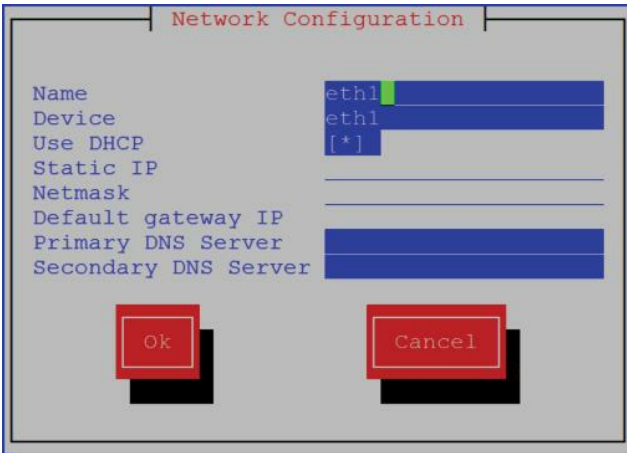 Network Configuration
Name eth1
Device eth1
Use DHCP [*]
Static IP
Netmask
Default gateway IP
Primary DNS Server
Secondary DNS Server
Ok Cancel